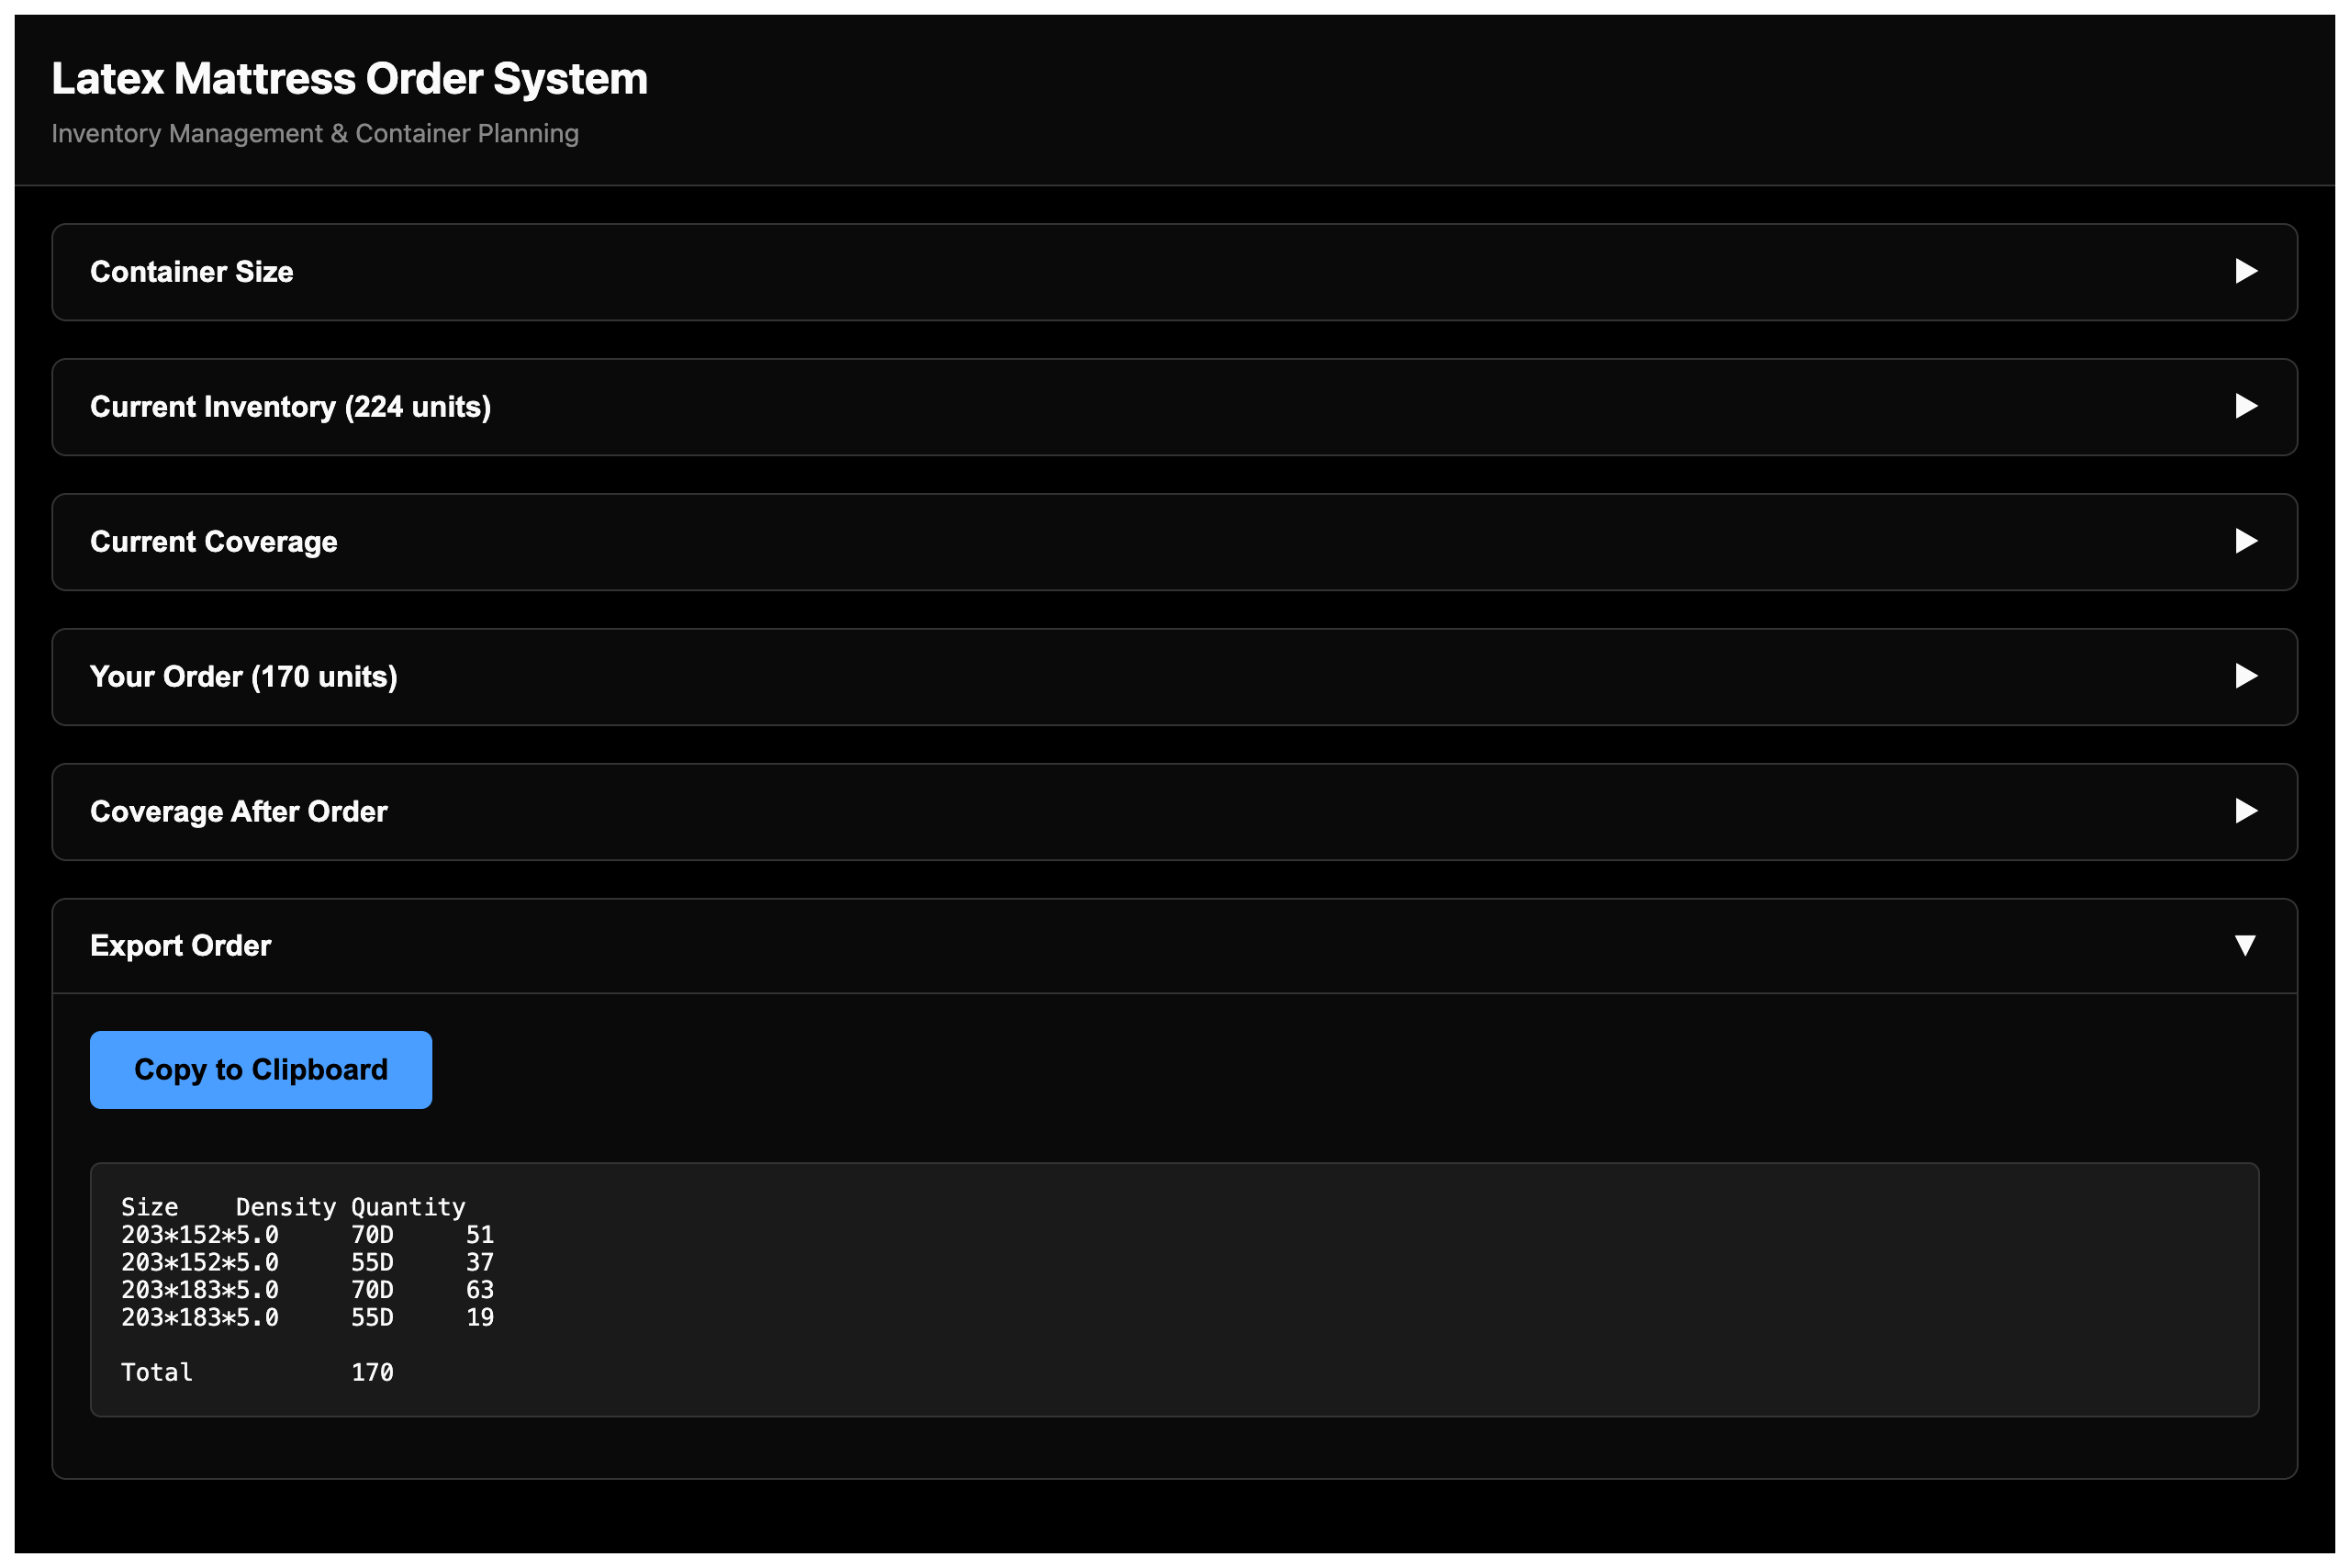 Latex Mattress Order System
Inventory Management & Container Planning
Container Size
Current Inventory (224 units)
Current Coverage
Your Order (170 units)
Coverage After Order
Export Order
Copy to Clipboard
Size Density Quantity
203*152*5.0 70D 51
203*152*5.0 55D 37
203*183*5.0 70D 63
203*183*5.0 55D 19
Total 170